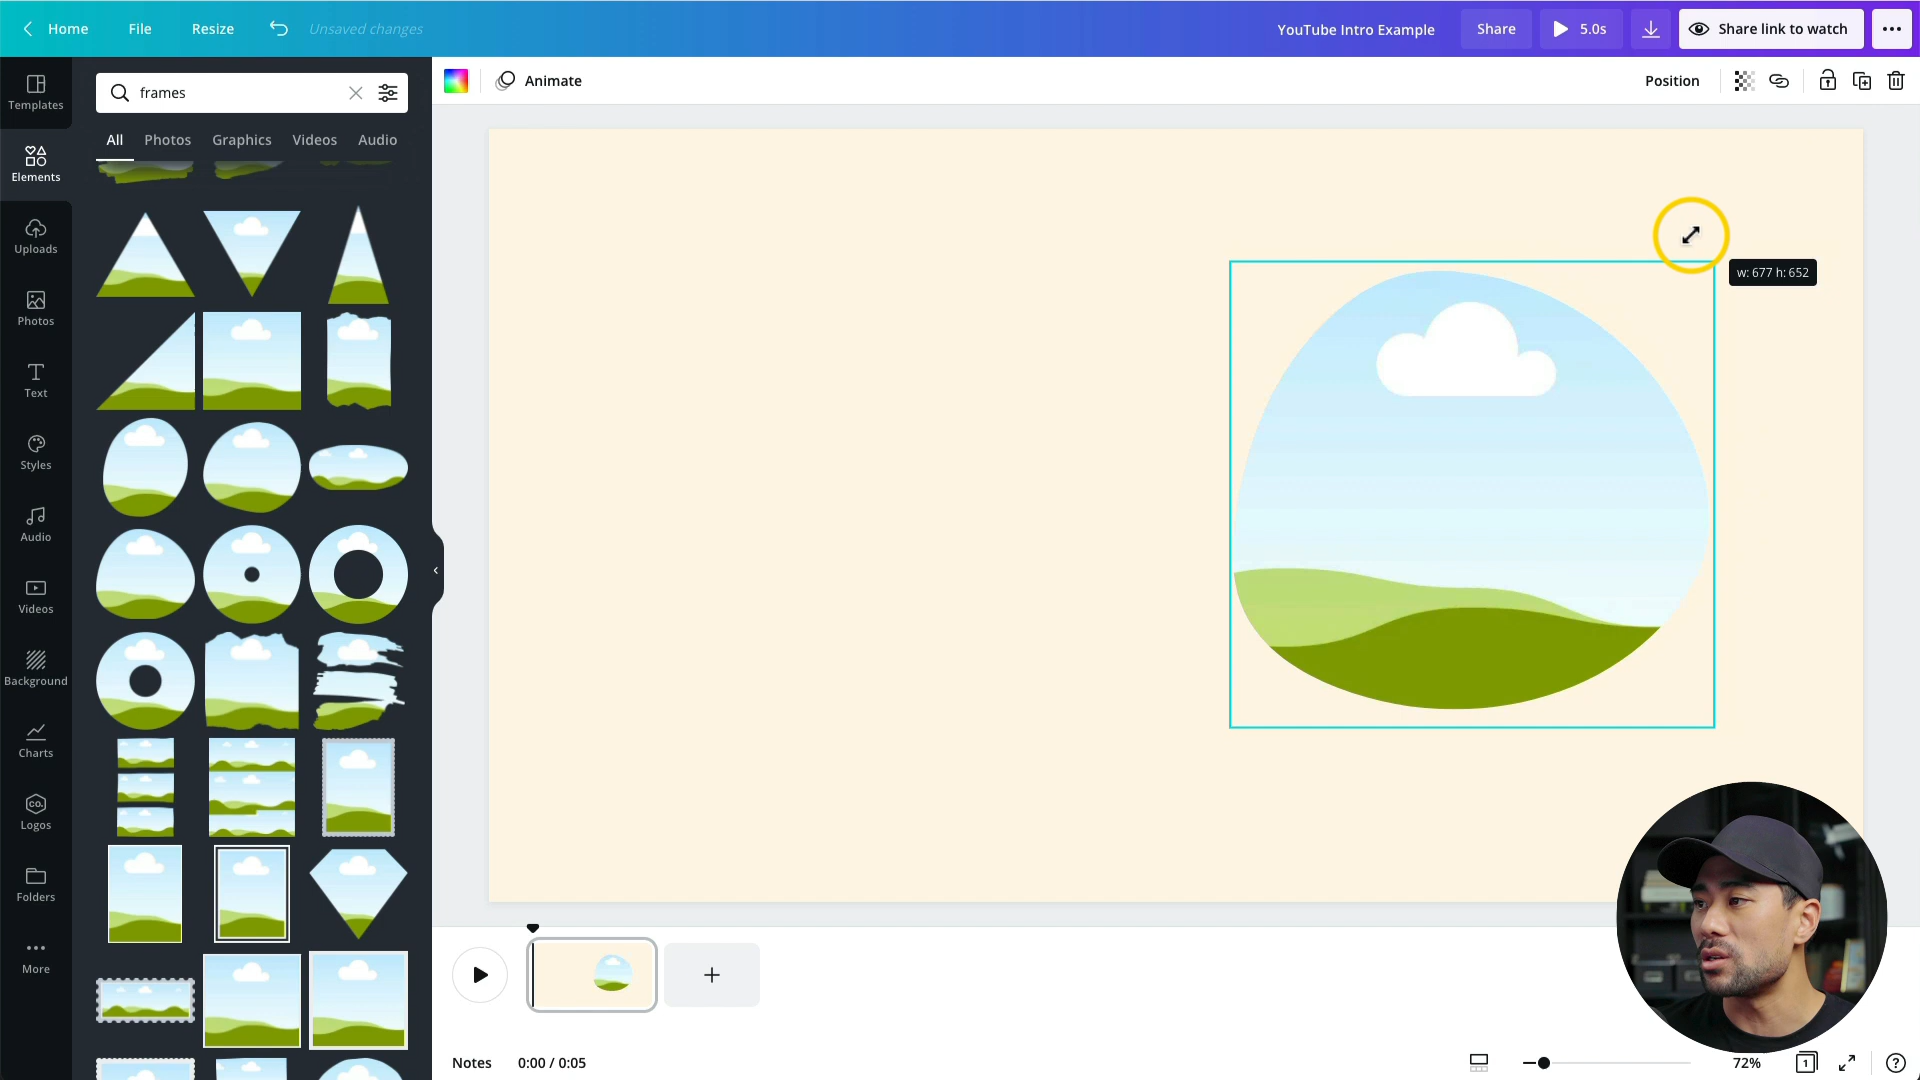 Home
File
Resize
Unsaved changes
YouTube Intro Example
Share
5.0s
Share link to watch
Templates
Elements
Uploads
Photos
Text
Styles
Audio
Videos
Background
Charts
CO.
Logos
Folders
More
frames
All
Photos
Graphics
Videos
Audio
Animate
Position
w: 677 h: 652
Notes
0:00 / 0:05
72%
1